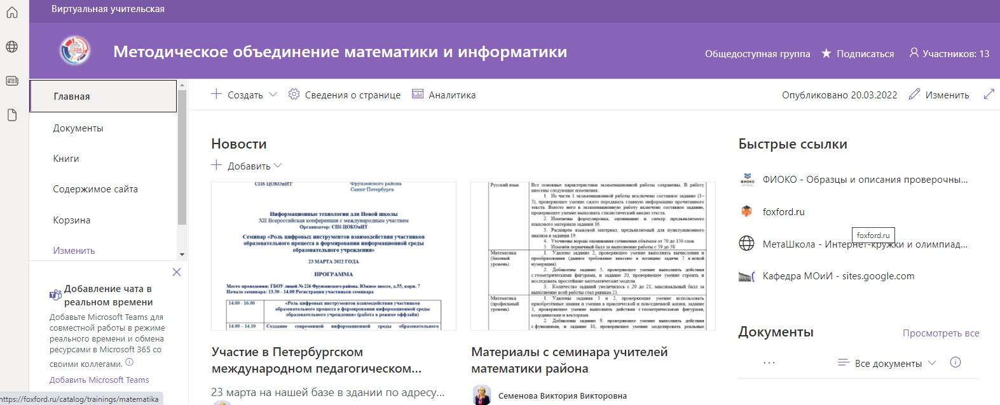 Виртуальная учительская
Методическое объединение математики и информатики
Общедоступная группа
Подписаться
Участников: 13
Главная
Документы
Книги
Содержимое сайта
Корзина
Изменить
Добавление чата в
реальном времени
Добавьте Microsoft Teams для
совместной работы в режиме
реального времени и обмена
ресурсами в Microsoft 365 со
своими коллегами.
Добавить Microsoft Teams
https://foxford.ru/catalog/trainings/matematika
Создать
Сведения о странице
Аналитика
Опубликовано 20.03.2022
Изменить
Новости
Добавить
СПб ЦОКОиИТ
Фрунзенского района
Санкт-Петербурга
Информационные технологии для Новой школы
XII Всероссийская конференция с международным участием
Организатор: СПб ЦОКОиИТ
Семинар «Роль цифровых инструментов взаимодействия участников
образовательного процесса в формировании информационной среды
образовательного учреждения»
23 МАРТА 2022 ГОДА
ПРОГРАММА
Место проведения: ГБОУ лицей № 226 Фрунзенского района. Южное шоссе, д.55, корп. 7
Начало семинара: 13.30 - 14.00 Регистрация участников семинара
14.00 - 16.00
«Роль цифровых инструментов взаимодействия участников
образовательного процесса в формировании информационной среды
образовательного учреждения» (работа в режиме оффлайн)
14.00 – 14.10
Создание современной информационной среды образовательного
Участие в Петербургском
международном педагогическом...
23 марта на нашей базе в здании по адресу...
Русский язык
Все основные характеристики экзаменационной работы сохранены. В работу
внесены следующие изменения.
1. Из части 1 экзаменационной работы исключено составное задание (1–
3), проверяющее умение сжато передавать главную информацию прочитанного
текста. Вместо него в экзаменационную работу включено составное задание,
проверяющее умение выполнять стилистический анализ текста.
2. Изменены формулировка, оценивание и спектр предъявляемого
языкового материала задания 16.
3. Расширен языковой материал, предъявляемый для пунктуационного
анализа в задании 19.
4. Уточнены нормы оценивания сочинения объёмом от 70 до 150 слов.
5. Изменён первичный балл за выполнение работы с 59 до 58.
Математика
(базовый
уровень)
1. Удалено задание 2, проверяющее умение выполнять вычисления и
преобразования (данное требование внесено в позицию задачи 7 в новой
нумерации).
2. Добавлены задание 5, проверяющее умение выполнять действия
с геометрическими фигурами, и задание 20, проверяющее умение строить и
исследовать простейшие математические модели.
3. Количество заданий увеличилось с 20 до 21, максимальный балл за
выполнение всей работы стал равным 21.
Математика
(профильный
уровень)
1. Удалены задания 1 и 2, проверяющие умение использовать
приобретённые знания и умения в практической и повседневной жизни, задание
3, проверяющее умение выполнять действия с геометрическими фигурами,
координатами и векторами.
2. Добавлены задание 9, проверяющее умение выполнять действия
с функциями, и задание 10, проверяющее умение моделировать реальные
Материалы с семинара учителей
математики района
Семенова Виктория Викторовна
Быстрые ссылки
ФИОКО - Образцы и описания проверочны...
foxford.ru
foxford.ru
МетаШкола - Интернет-кружки и олимпиад...
Кафедра МОиИ - sites.google.com
Документы
Просмотреть все
Все документы